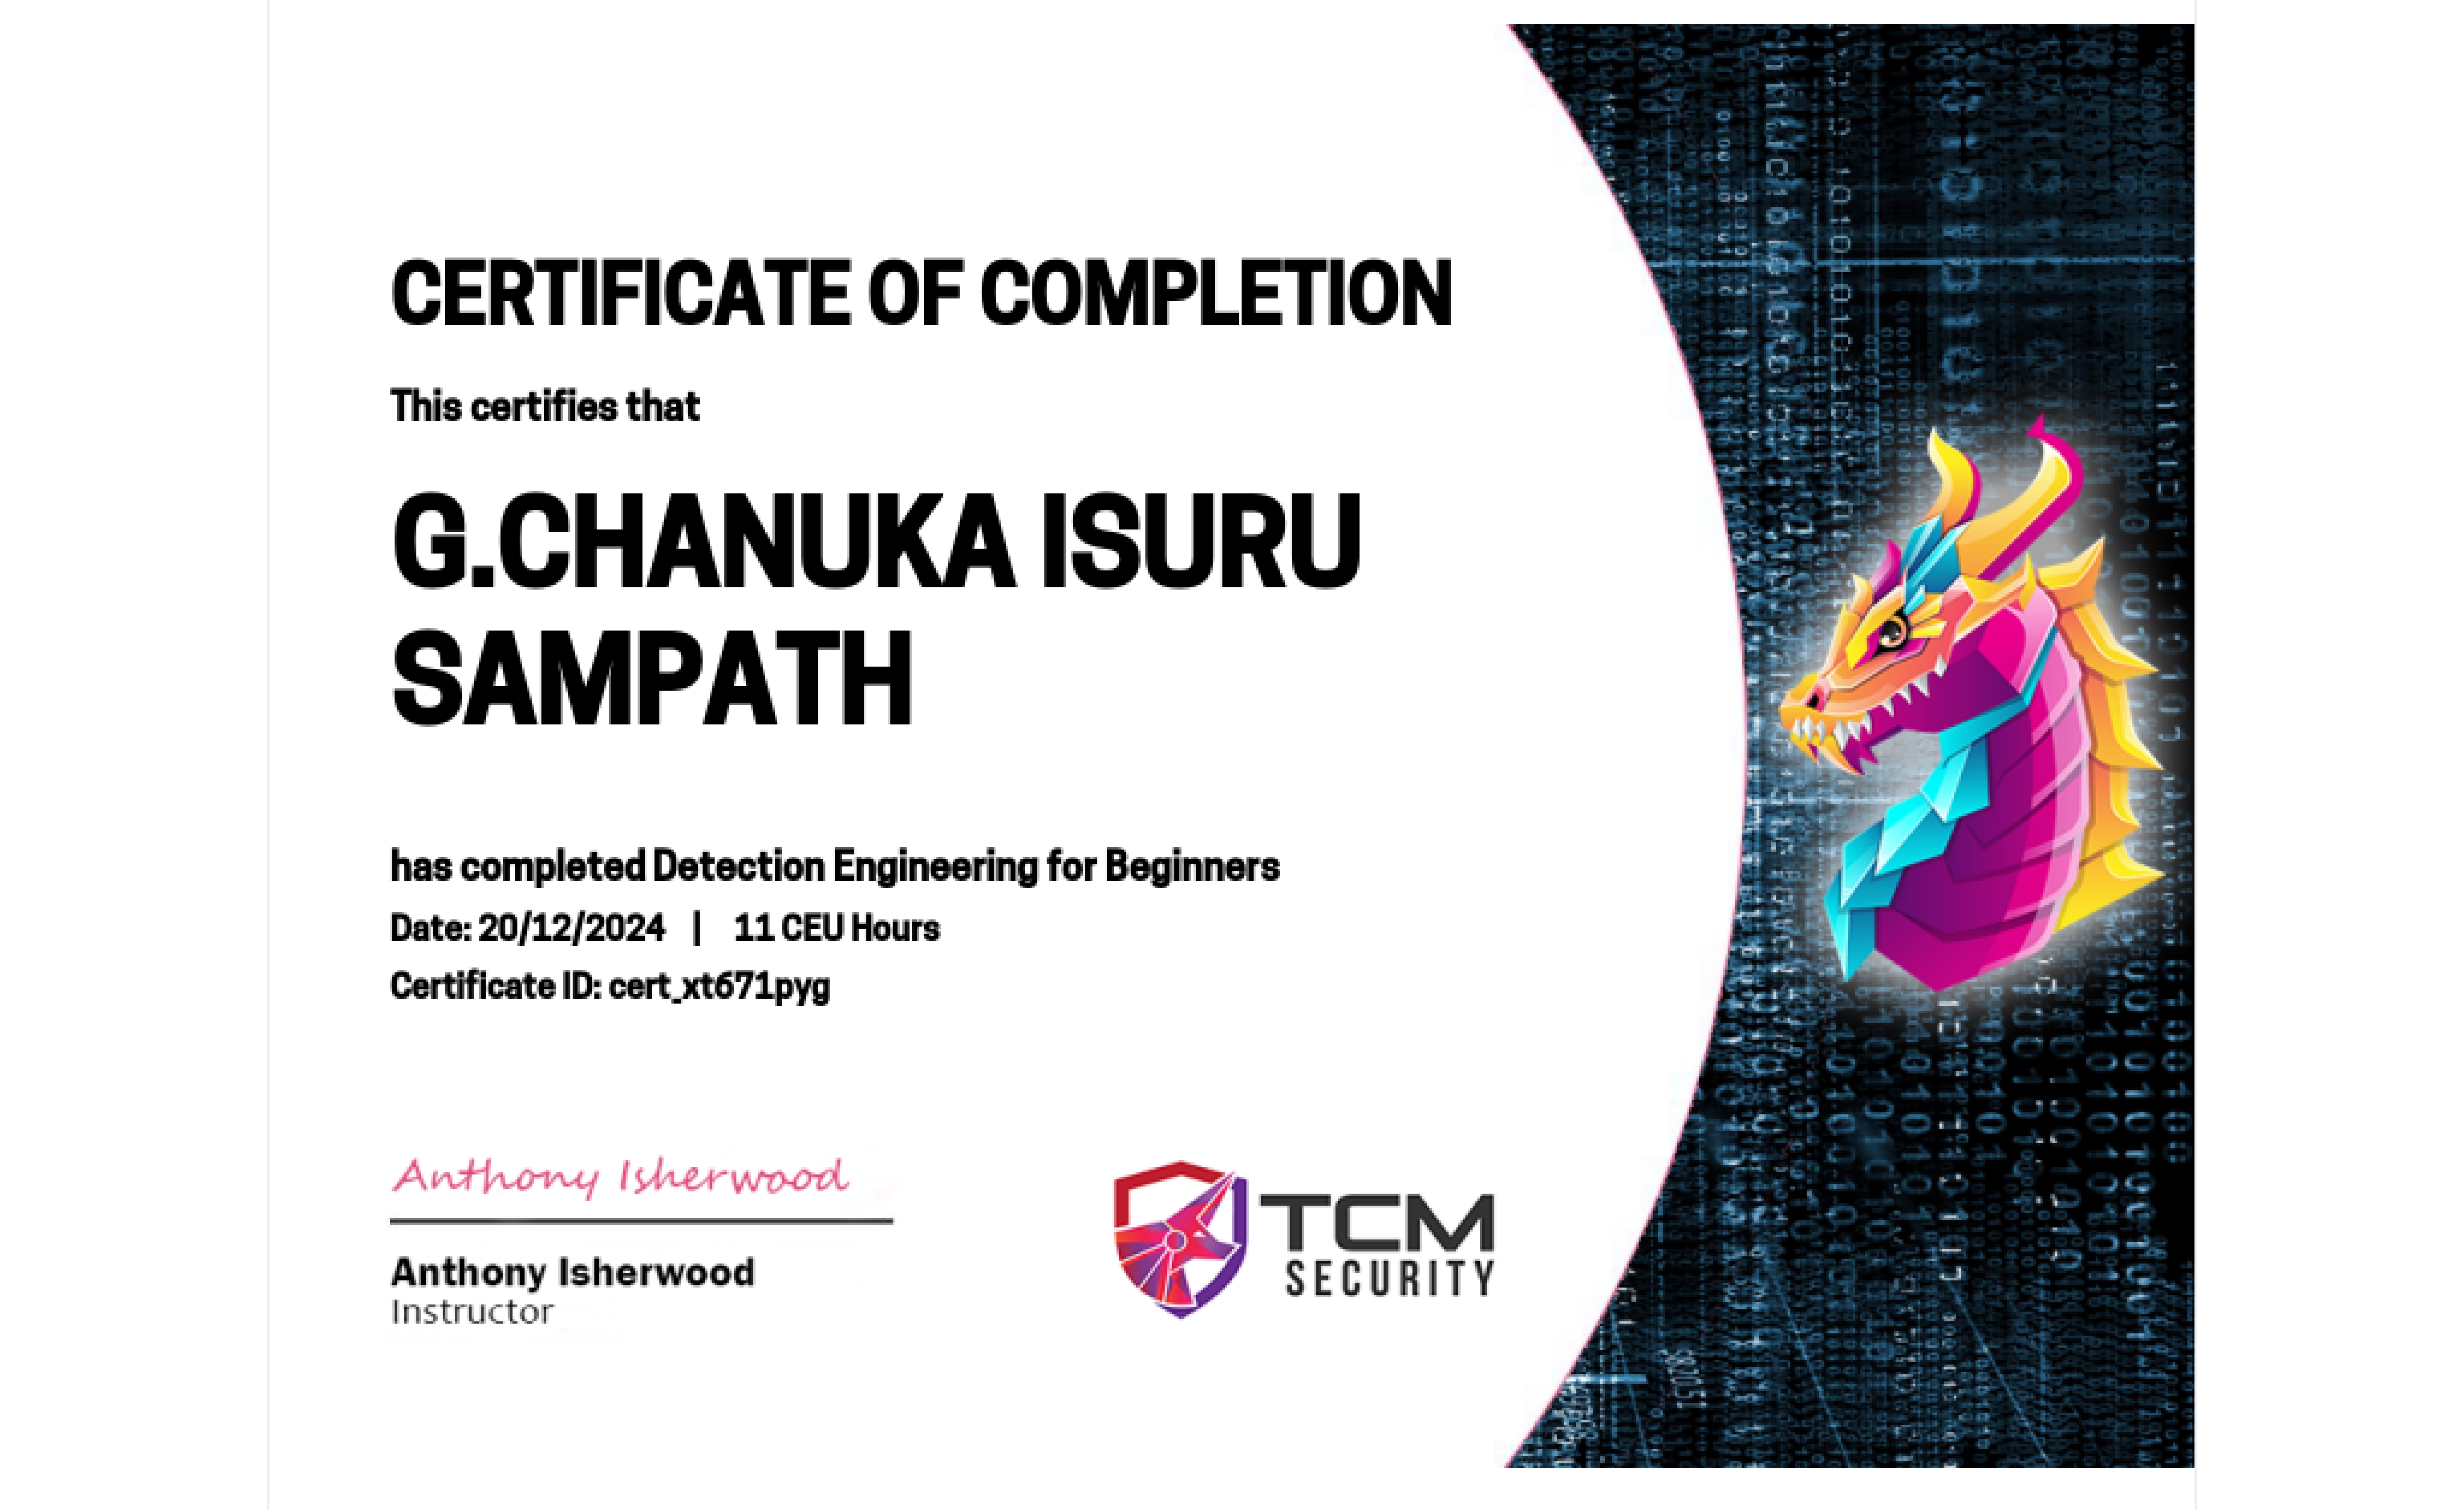 CERTIFICATE OF COMPLETION
This certifies that
G.CHANUKA ISURU
SAMPATH
has completed Detection Engineering for Beginners
Date: 20/12/2024 | 11 CEU Hours
Certificate ID: cert_xt671pyg
Anthony Isherwood
Anthony Isherwood
Instructor
TCM
SECURITY